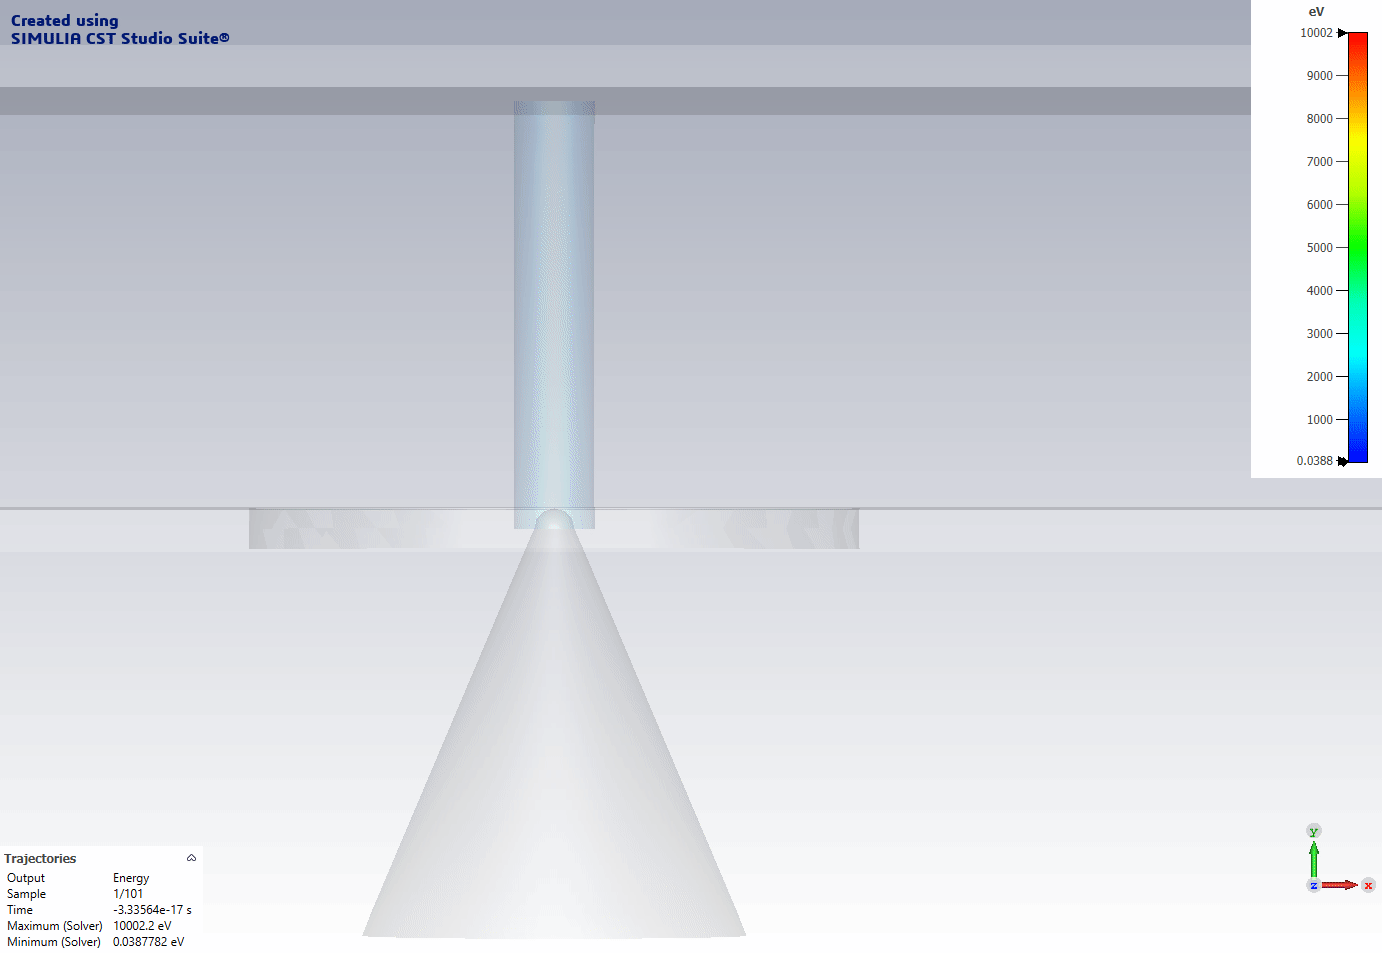 Created using
SIMULIA CST Studio Suite®
eV
10002
9000
8000
7000
6000
5000
4000
3000
2000
1000
0.0388
Trajectories
Output Energy
Sample 1/101
Time -3.33564e-17 s
Maximum (Solver) 10002.2 eV
Minimum (Solver) 0.0387782 eV
y
z x